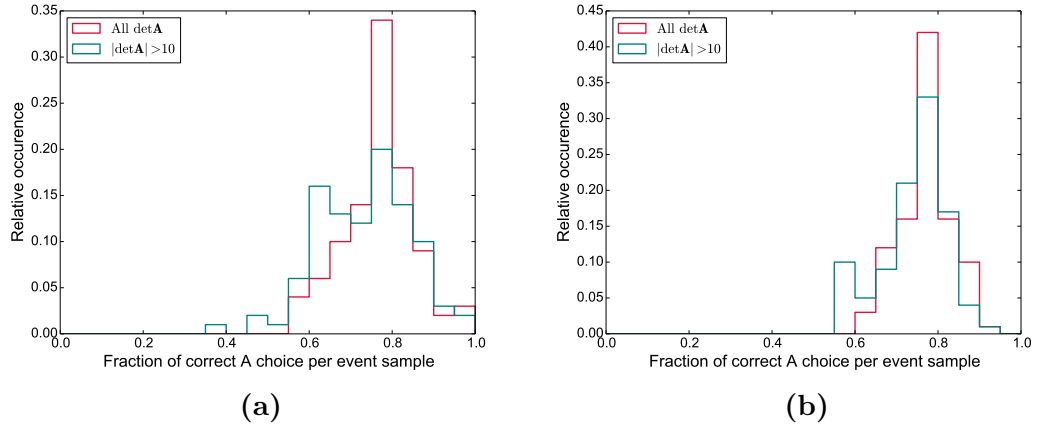 All detA
|detA| >10
Relative occurence
0.35
0.30
0.25
0.20
0.15
0.10
0.05
0.00
0.0 0.2 0.4 0.6 0.8 1.0
Fraction of correct A choice per event sample
(a)
All detA
|detA| >10
Relative occurence
0.45
0.40
0.35
0.30
0.25
0.20
0.15
0.10
0.05
0.00
0.0 0.2 0.4 0.6 0.8 1.0
Fraction of correct A choice per event sample
(b)